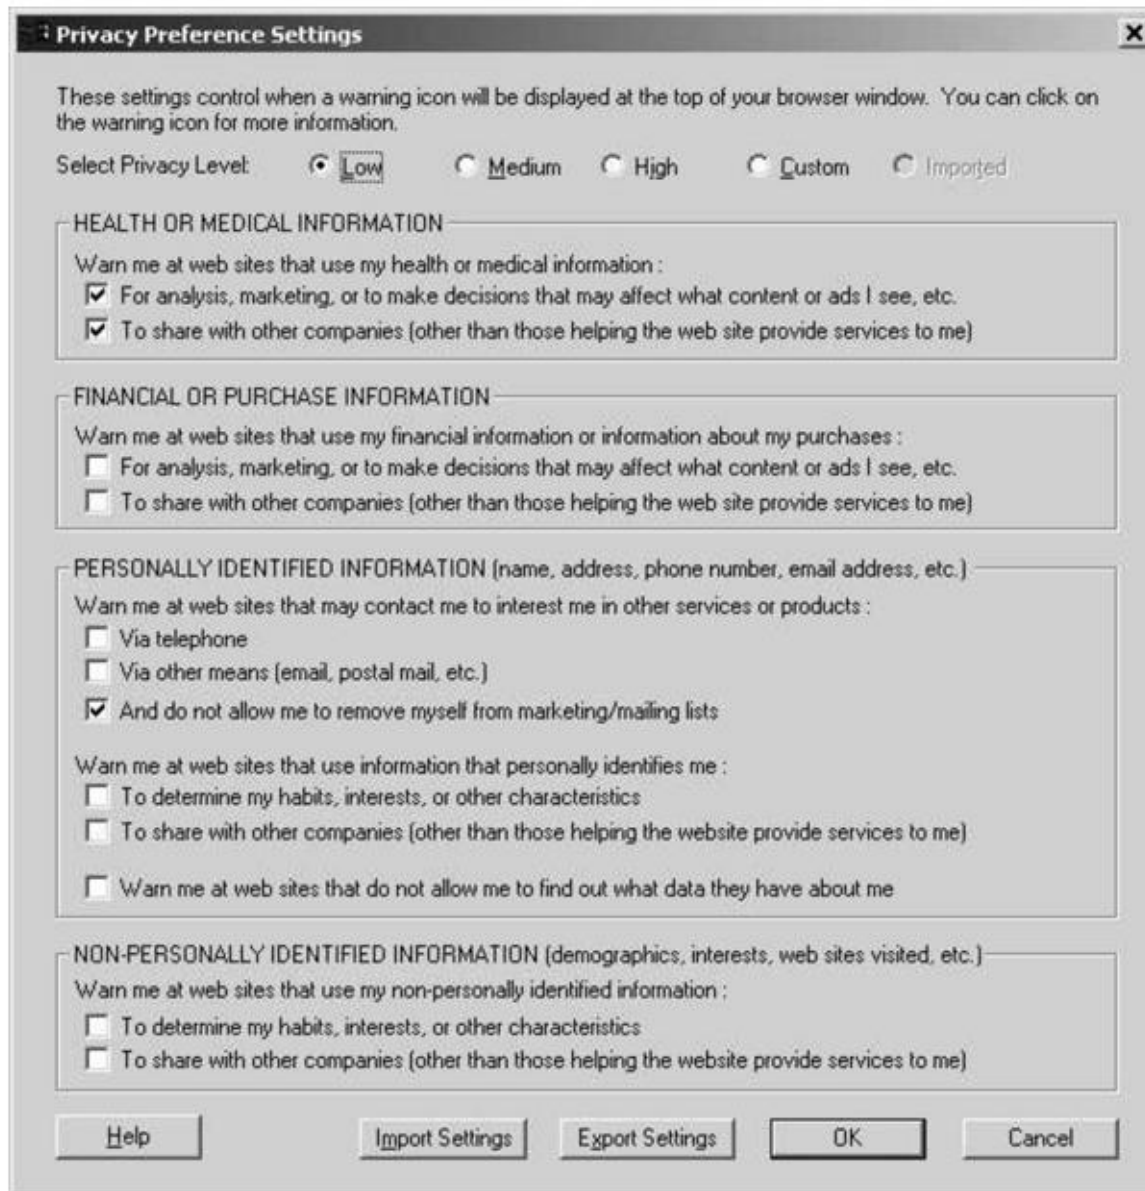 Privacy Preference Settings
These settings control when a warning icon will be displayed at the top of your browser window. You can click on
the warning icon for more information.
Select Privacy Level: Low Medium High Custom Imported
HEALTH OR MEDICAL INFORMATION
Warn me at web sites that use my health or medical information :
For analysis, marketing, or to make decisions that may affect what content or ads I see, etc.
To share with other companies (other than those helping the web site provide services to me)
FINANCIAL OR PURCHASE INFORMATION
Warn me at web sites that use my financial information or information about my purchases :
For analysis, marketing, or to make decisions that may affect what content or ads I see, etc.
To share with other companies (other than those helping the web site provide services to me)
PERSONALLY IDENTIFIED INFORMATION (name, address, phone number, email address, etc.)
Warn me at web sites that may contact me to interest me in other services or products :
Via telephone
Via other means (email, postal mail, etc.)
And do not allow me to remove myself from marketing/mailing lists
Warn me at web sites that use information that personally identifies me :
To determine my habits, interests, or other characteristics
To share with other companies (other than those helping the website provide services to me)
Warn me at web sites that do not allow me to find out what data they have about me
NON-PERSONALLY IDENTIFIED INFORMATION (demographics, interests, web sites visited, etc.)
Warn me at web sites that use my non-personally identified information :
To determine my habits, interests, or other characteristics
To share with other companies (other than those helping the website provide services to me)
Help Import Settings Export Settings OK Cancel